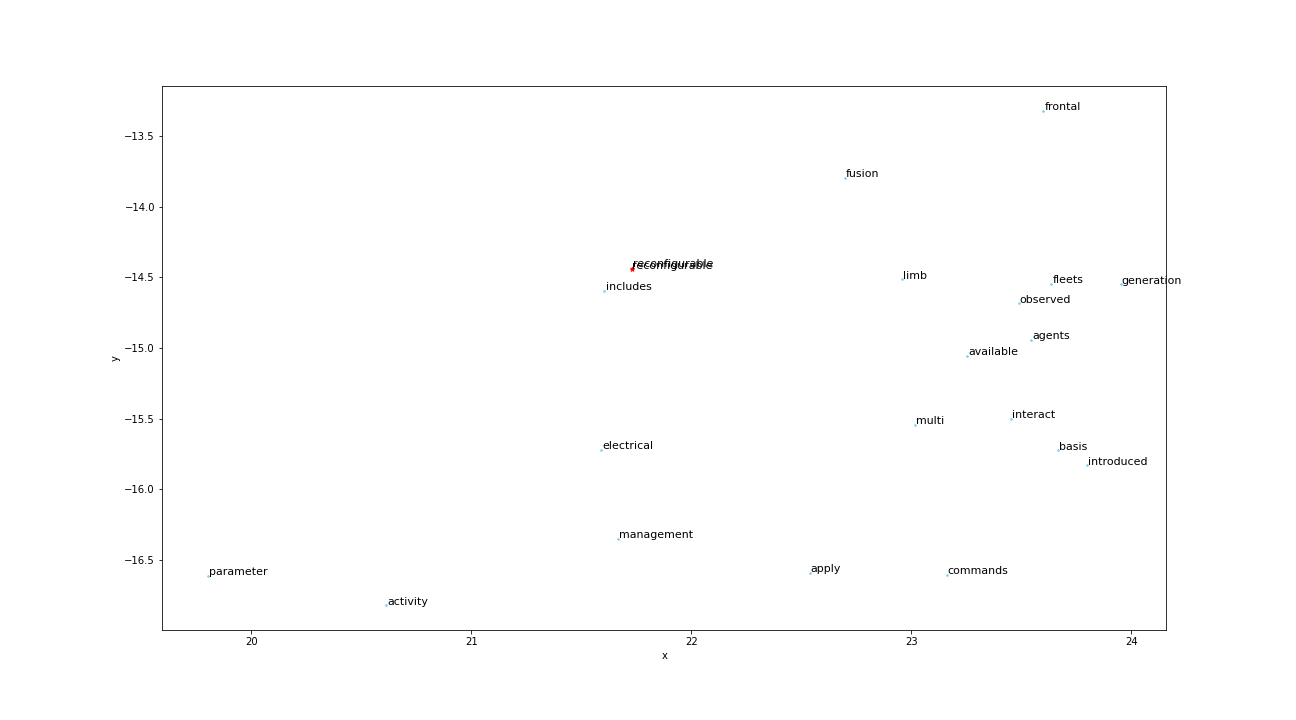 frontal
−13.5
fusion
−14.0
reconfigurable
reconfigurable
−14.5
limb
fleets
generation
includes
observed
agents
−15.0
available
y
−15.5
interact
multi
electrical
basis
introduced
−16.0
management
−16.5
parameter
apply
commands
activity
20
21
22
23
24
x